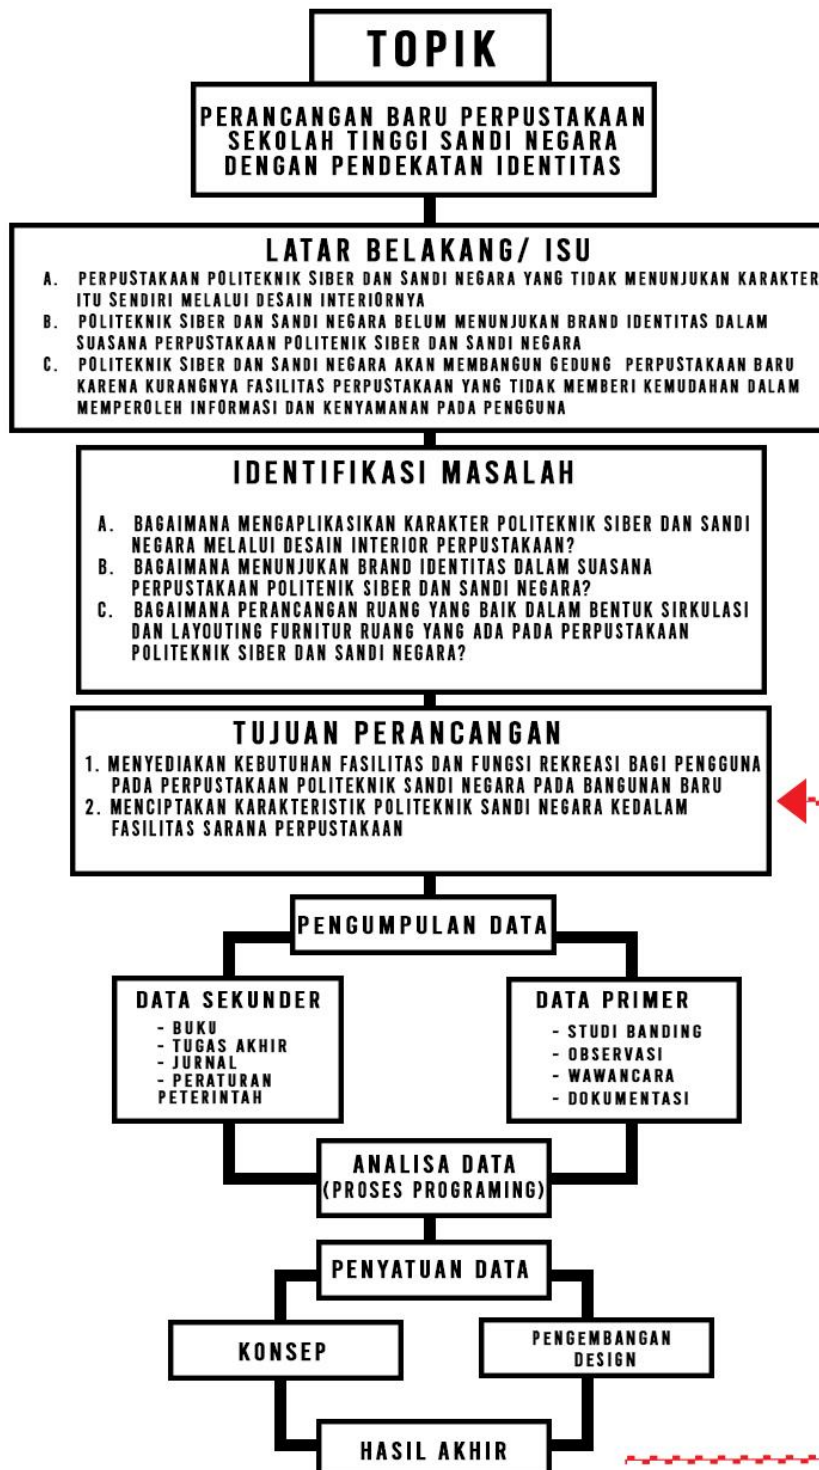 TOPIK
PERANCANGAN BARU PERPUSTAKAAN
SEKOLAH TINGGI SANDI NEGARA
DENGAN PENDEKATAN IDENTITAS
LATAR BELAKANG/ ISU
A. PERPUSTAKAAN POLITEKNIK SIBER DAN SANDI NEGARA YANG TIDAK MENUNJUKAN KARAKTER
ITU SENDIRI MELALUI DESAIN INTERIORNYA
B. POLITEKNIK SIBER DAN SANDI NEGARA BELUM MENUNJUKAN BRAND IDENTITAS DALAM
SUASANA PERPUSTAKAAN POLITENIK SIBER DAN SANDI NEGARA
C. POLITEKNIK SIBER DAN SANDI NEGARA AKAN MEMBANGUN GEDUNG PERPUSTAKAAN BARU
KARENA KURANGNYA FASILITAS PERPUSTAKAAN YANG TIDAK MEMBERI KEMUDAHAN DALAM
MEMPEROLEH INFORMASI DAN KENYAMANAN PADA PENGGUNA
IDENTIFIKASI MASALAH
A. BAGAIMANA MENGAPLIKASIKAN KARAKTER POLITEKNIK SIBER DAN SANDI
NEGARA MELALUI DESAIN INTERIOR PERPUSTAKAAN?
B. BAGAIMANA MENUNJUKAN BRAND IDENTITAS DALAM SUASANA
PERPUSTAKAAN POLITENIK SIBER DAN SANDI NEGARA?
C. BAGAIMANA PERANCANGAN RUANG YANG BAIK DALAM BENTUK SIRKULASI
DAN LAYOUTING FURNITUR RUANG YANG ADA PADA PERPUSTAKAAN
POLITEKNIK SIBER DAN SANDI NEGARA?
TUJUAN PERANCANGAN
1. MENYEDIAKAN KEBUTUHAN FASILITAS DAN FUNGSI REKREASI BAGI PENGGUNA
PADA PERPUSTAKAAN POLITEKNIK SANDI NEGARA PADA BANGUNAN BARU
2. MENCIPTAKAN KARAKTERISTIK POLITEKNIK SANDI NEGARA KEDALAM
FASILITAS SARANA PERPUSTAKAAN
PENGUMPULAN DATA
DATA SEKUNDER
- BUKU
- TUGAS AKHIR
- JURNAL
- PERATURAN
PETERINTAH
DATA PRIMER
- STUDI BANDING
- OBSERVASI
- WAWANCARA
- DOKUMENTASI
ANALISA DATA
(PROSES PROGRAMING)
PENYATUAN DATA
KONSEP
PENGEMBANGAN
DESIGN
HASIL AKHIR